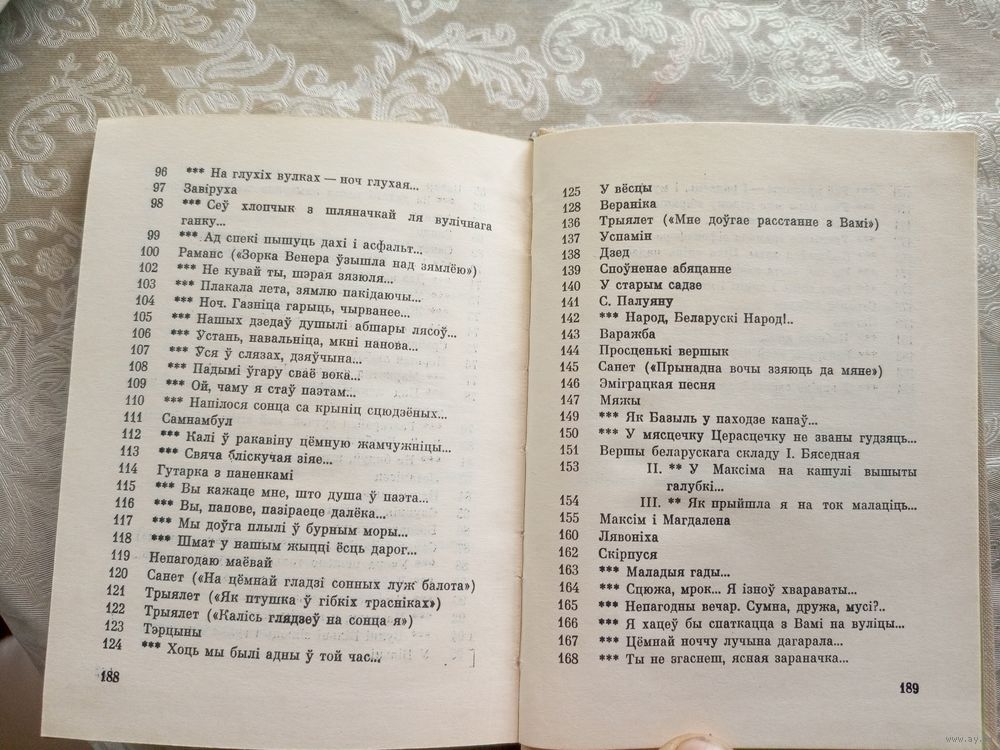 96 *** На глухіх вулках — ноч глухая...
97 Завіруха
98 *** Сеў хлопчык з шляначкай ля вулічнага
ганку...
99 *** Ад спекі пышуць дахі і асфальт...
100 Раманс («Зорка Венера ўзышла над зямлёю»)
102 *** Не кувай ты, шэрая зязюля...
103 *** Плакала лета, зямлю пакідаючы...
104 *** Ноч. Газніца гарыць, чырванее...
105 *** Нашых дзедаў душылі абшары лясоў...
106 *** Устань, навальніца, мкні нанова...
107 *** Уся ў слязах, дзяўчына...
108 *** Падымі ўгару сваё вока...
109 *** Ой, чаму я стаў паэтам...
110 *** Напілося сонца са крыніц сцюдзёных...
111 Самнамбул
112 *** Калі ў ракавіну цёмную жамчужніцы...
113 *** Свяча бліскучая зіяе...
114 Гутарка з паненкамі
115 *** Вы кажаце мне, што душа ў паэта...
116 *** Вы, панове, пазіраеце далёка...
117 *** Мы доўга плылі ў бурным моры...
118 *** Шмат у нашым жыцці ёсць дарог...
119 Непагодаю маёвай
120 Санет («На цёмнай гладзі сонных луж балота»)
121 Трыялет («Як птушка ў гібкіх трасніках»)
122 Трыялет («Калісь глядзеў на сонца я»)
123 Тэрцыны
124 *** Хоць мы былі адны ў той час...
188
125 У вёсцы
128 Вераніка
136 Трыялет («Мне доўгае расстанне з Вамі»)
137 Успамін
138 Дзед
139 Споўненае абяцанне
140 У старым садзе
141 С. Палуяну
142 *** Народ, Беларускі Народ!..
143 Варажба
144 Просценькі вершык
145 Санет («Прынадна вочы ззяюць да мяне»)
146 Эміграцкая песня
147 Мяжы
149 *** Як Базыль у паходзе канаў...
150 *** У мясцечку Церасцечку не званы гудзяць...
151 Вершы беларускага складу I. Бяседная
153 II. ** У Максіма на кашулі вышыты
галубкі...
154 III. ** Як прыйшла я на ток малаціць...
155 Максім і Магдалена
160 Лявоніха
162 Скірпуся
163 *** Маладыя гады...
164 *** Сцюжа, мрок... Я ізноў хвараваты...
165 *** Непагодны вечар. Сумна, дружа, мусі?..
166 *** Я хацеў бы спаткацца з Вамі на вуліцы...
167 *** Цёмнай ноччу лучына дагарала...
168 *** Ты не згаснеш, ясная зараначка...
189